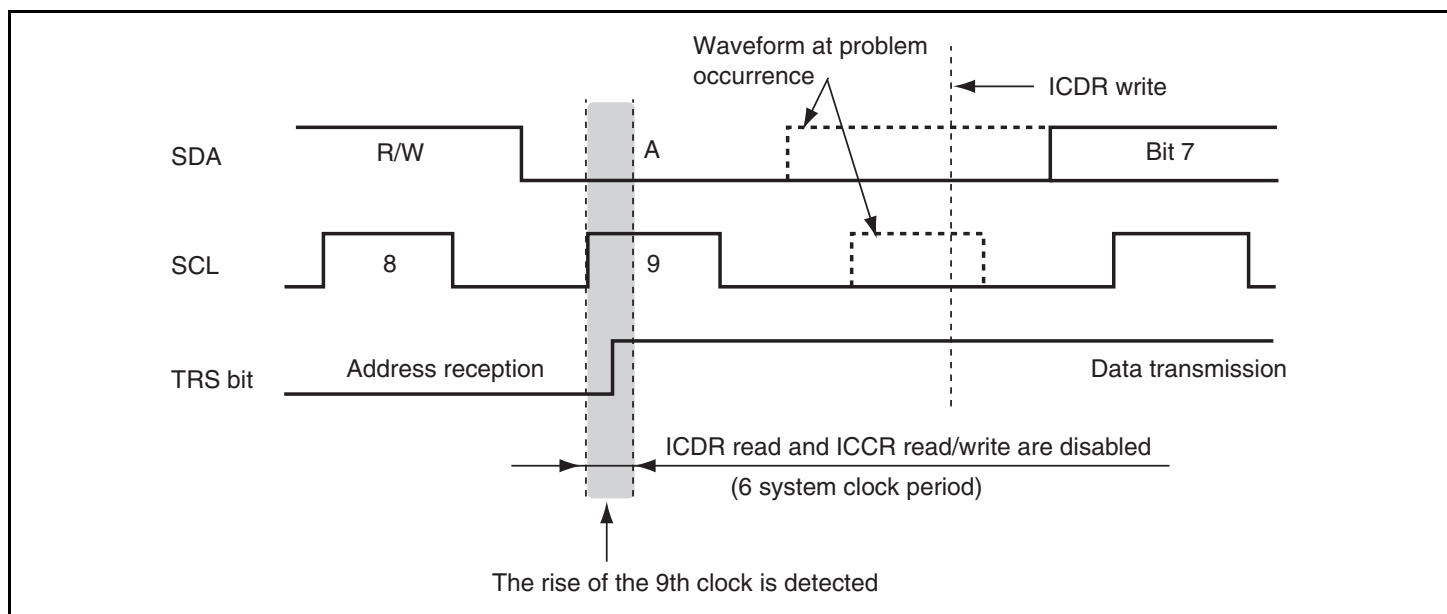 Waveform at problem
occurrence
ICDR write
SDA
R/W
A
Bit 7
SCL
8
9
TRS bit
Address reception
Data transmission
ICDR read and ICCR read/write are disabled
(6 system clock period)
The rise of the 9th clock is detected